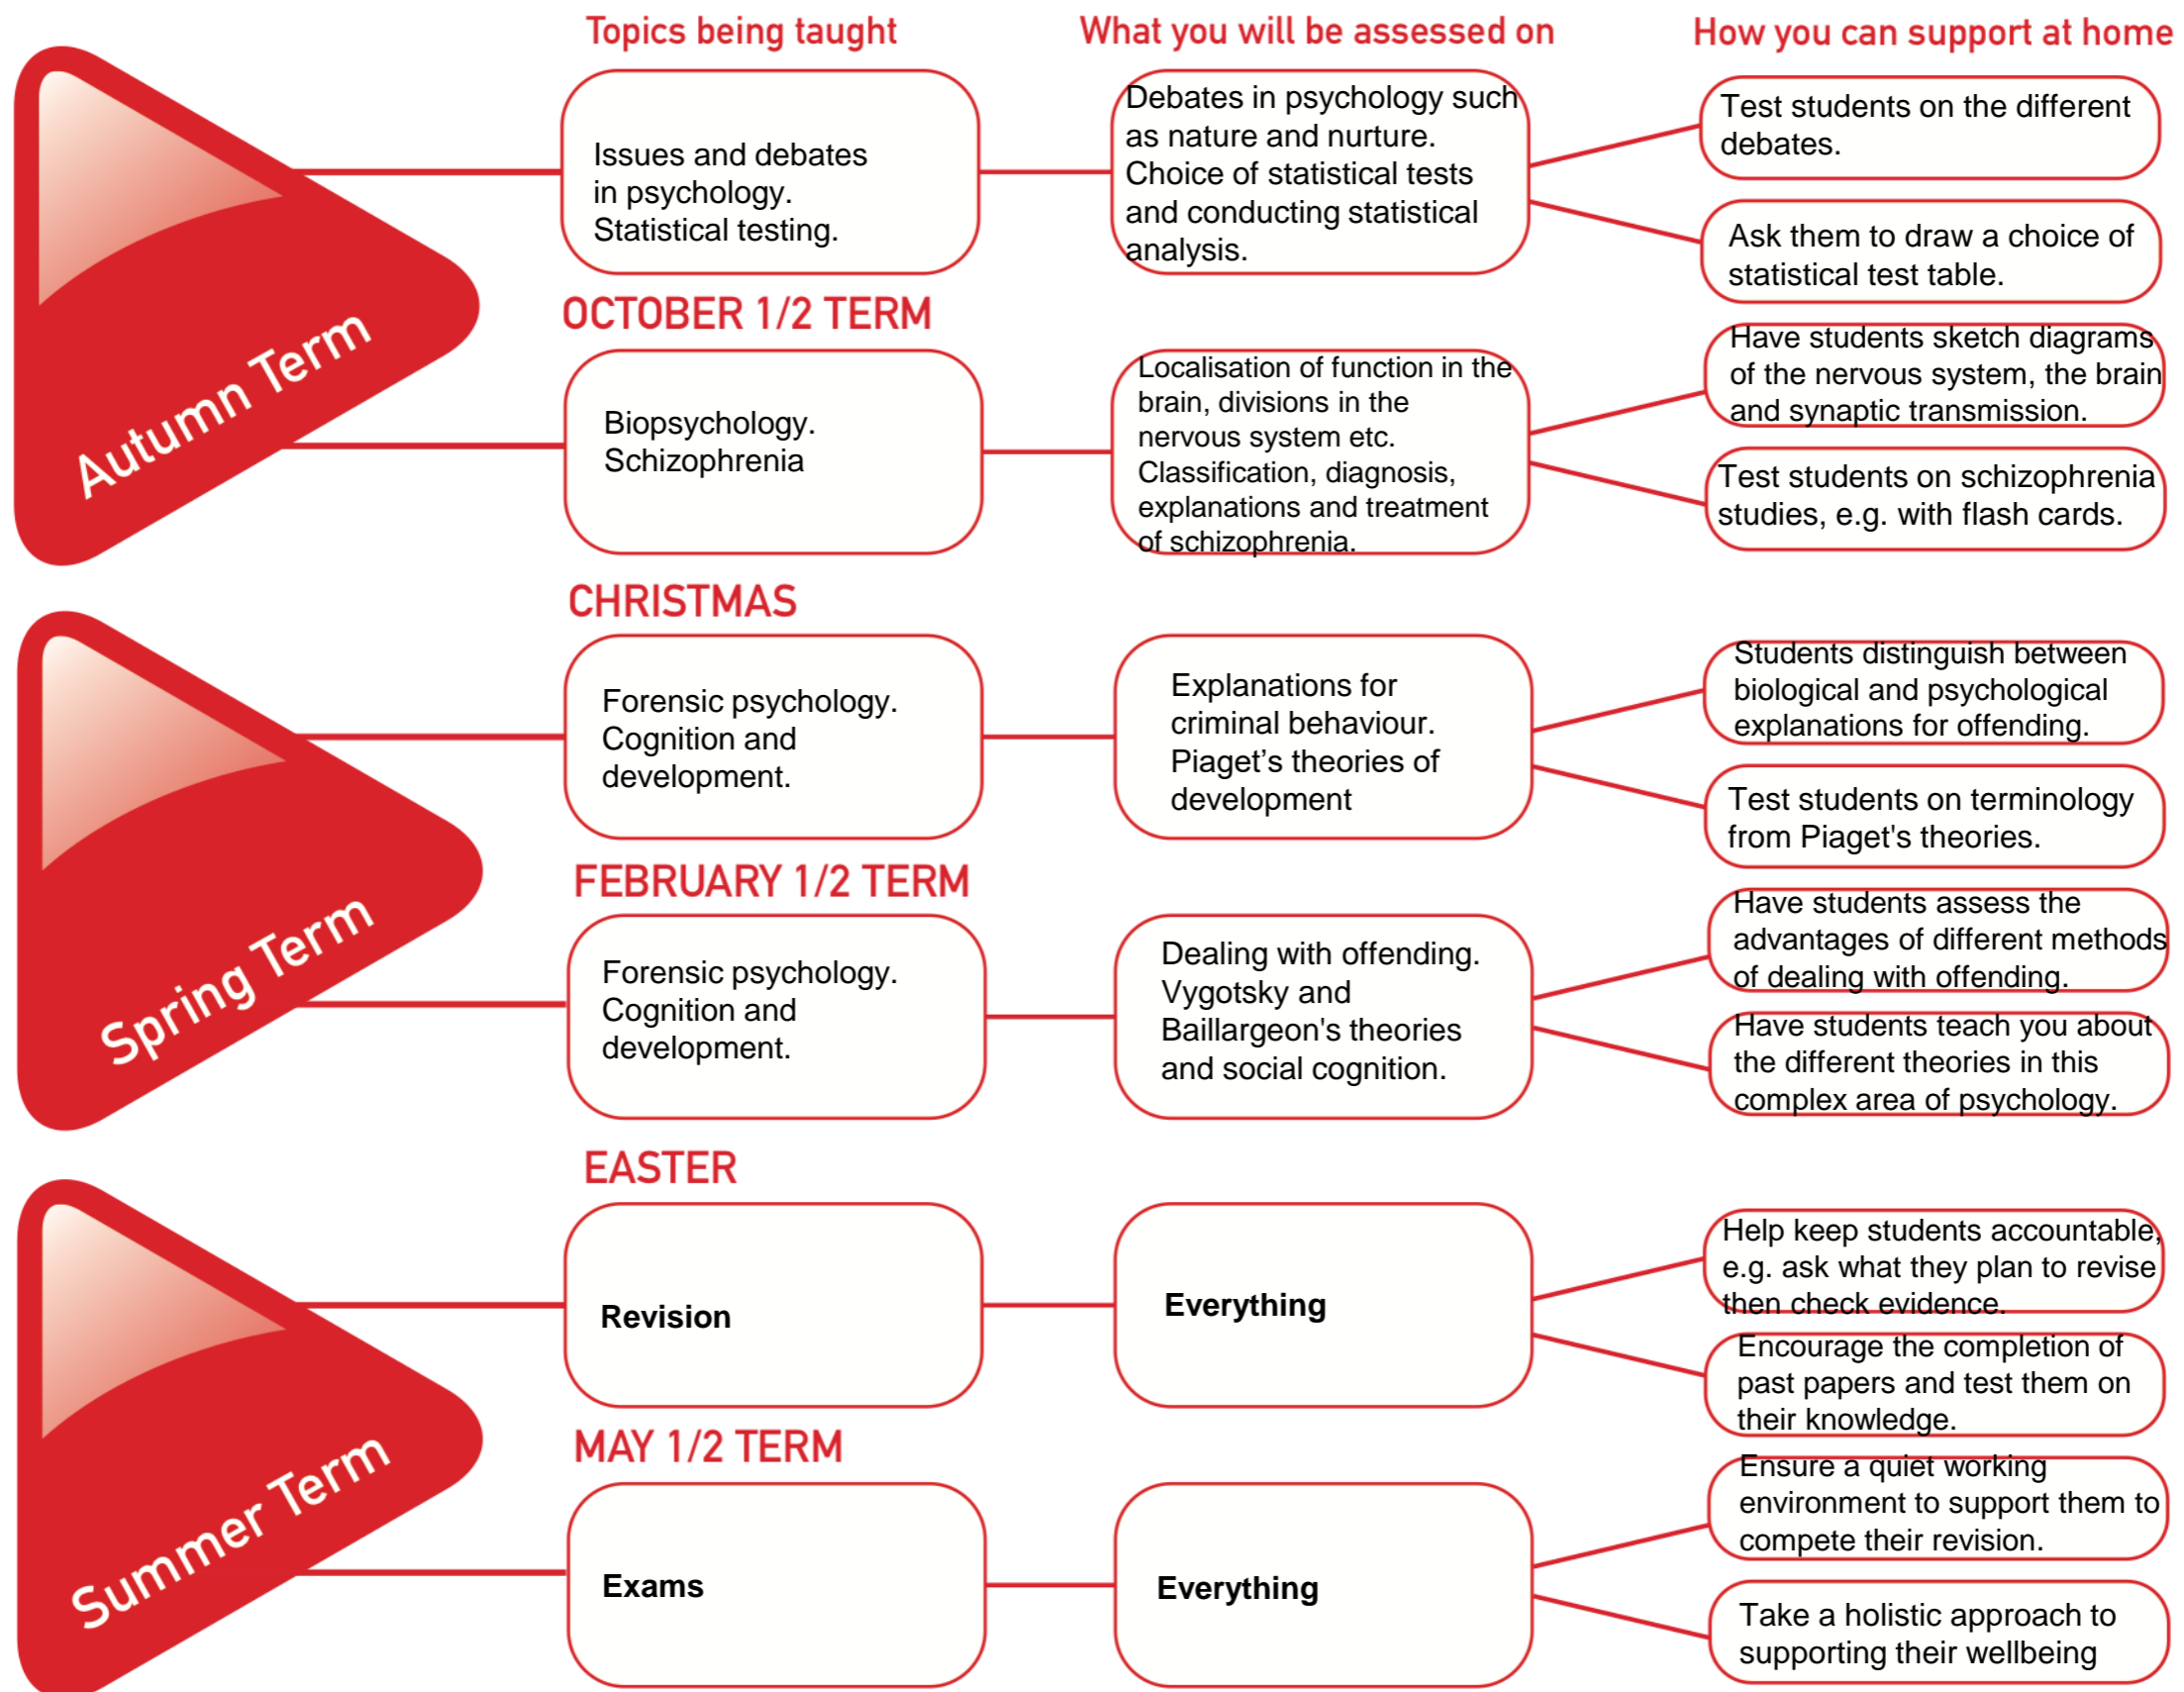 Topics being taught
What you will be assessed on
How you can support at home
Autumn Term
Issues and debates
in psychology.
Statistical testing.
Debates in psychology such
as nature and nurture.
Choice of statistical tests
and conducting statistical
analysis.
Test students on the different
debates.
Ask them to draw a choice of
statistical test table.
OCTOBER 1/2 TERM
Biopsychology.
Schizophrenia
Localisation of function in the
brain, divisions in the
nervous system etc.
Classification, diagnosis,
explanations and treatment
of schizophrenia.
Have students sketch diagrams
of the nervous system, the brain
and synaptic transmission.
Test students on schizophrenia
studies, e.g. with flash cards.
CHRISTMAS
Spring Term
Forensic psychology.
Cognition and
development.
Explanations for
criminal behaviour.
Piaget’s theories of
development
Students distinguish between
biological and psychological
explanations for offending.
Test students on terminology
from Piaget's theories.
FEBRUARY 1/2 TERM
Forensic psychology.
Cognition and
development.
Dealing with offending.
Vygotsky and
Baillargeon's theories
and social cognition.
Have students assess the
advantages of different methods
of dealing with offending.
Have students teach you about
the different theories in this
complex area of psychology.
EASTER
Summer Term
Revision
Everything
Help keep students accountable,
e.g. ask what they plan to revise
then check evidence.
Encourage the completion of
past papers and test them on
their knowledge.
MAY 1/2 TERM
Exams
Everything
Ensure a quiet working
environment to support them to
compete their revision.
Take a holistic approach to
supporting their wellbeing